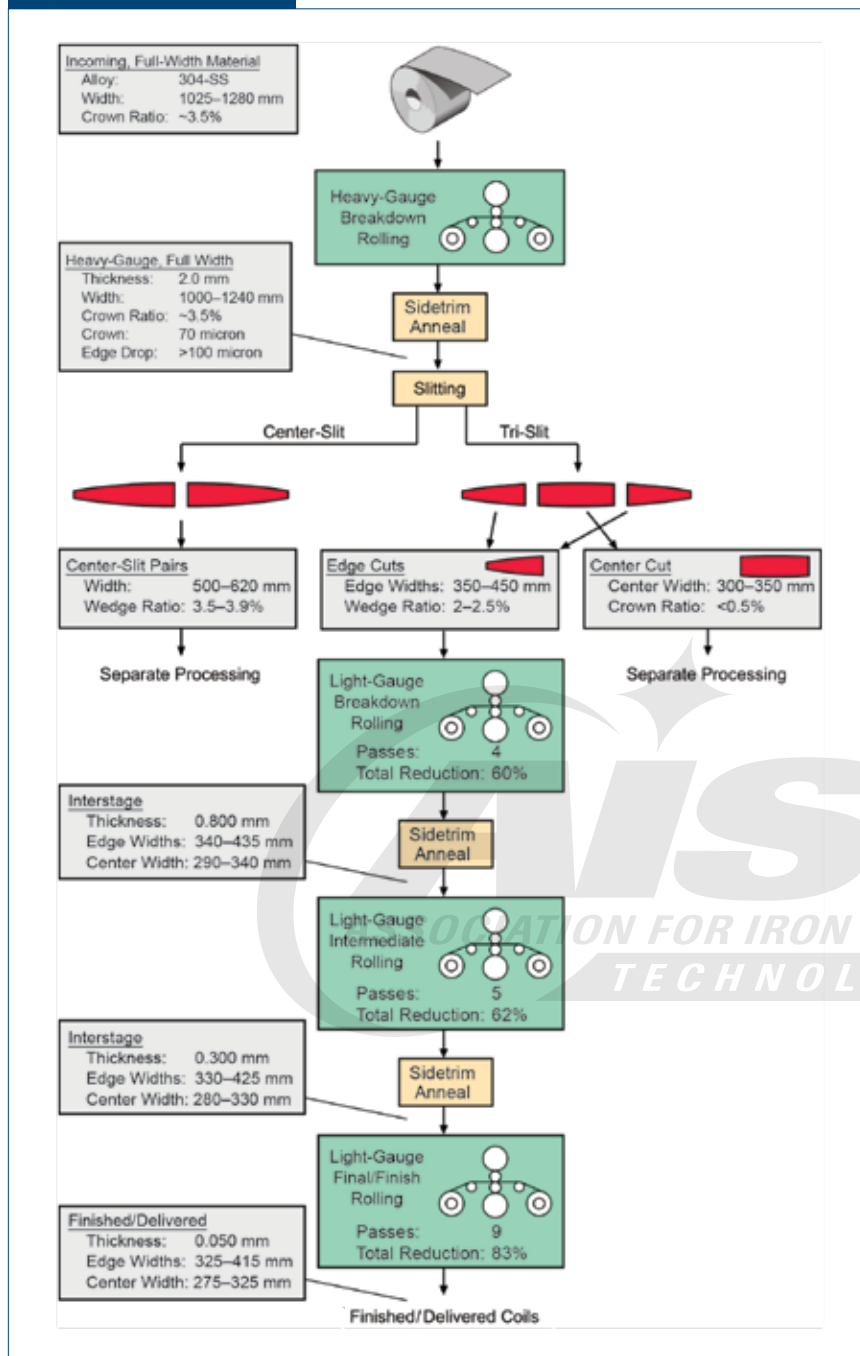 Incoming, Full-Width Material
Alloy: 304-SS
Width: 1025–1280 mm
Crown Ratio: ~3.5%
Heavy-Gauge
Breakdown
Rolling
Heavy-Gauge, Full Width
Thickness: 2.0 mm
Width: 1000–1240 mm
Crown Ratio: ~3.5%
Crown: 70 micron
Edge Drop: >100 micron
Sidetrim
Anneal
Slitting
Center-Slit
Tri-Slit
Center-Slit Pairs
Width: 500–620 mm
Wedge Ratio: 3.5–3.9%
Edge Cuts
Edge Widths: 350–450 mm
Wedge Ratio: 2–2.5%
Center Cut
Center Width: 300–350 mm
Crown Ratio: <0.5%
Separate Processing
Separate Processing
Light-Gauge
Breakdown
Rolling
Passes: 4
Total Reduction: 60%
Interstage
Thickness: 0.800 mm
Edge Widths: 340–435 mm
Center Width: 290–340 mm
Sidetrim
Anneal
Light-Gauge
Intermediate
Rolling
Passes: 5
Total Reduction: 62%
Interstage
Thickness: 0.300 mm
Edge Widths: 330–425 mm
Center Width: 280–330 mm
Sidetrim
Anneal
Light-Gauge
Final/Finish
Rolling
Passes: 9
Total Reduction: 83%
Finished/Delivered
Thickness: 0.050 mm
Edge Widths: 325–415 mm
Center Width: 275–325 mm
Finished/Delivered Coils
AIS
ASSOCIATION FOR IRON
TECHNOL